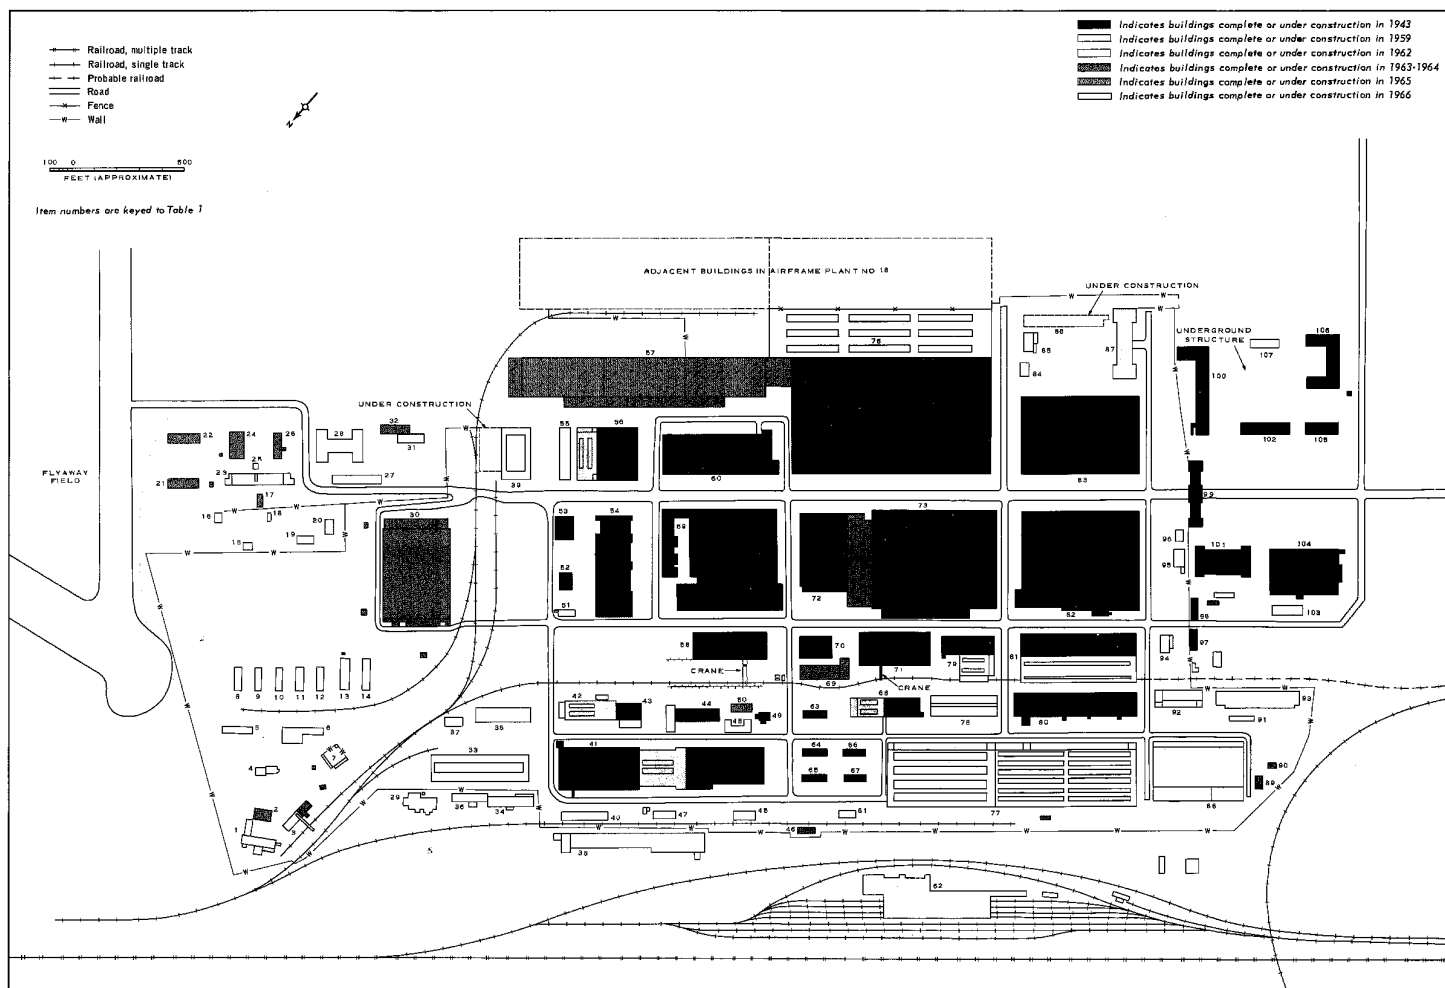 Railroad, multiple track
Railroad, single track
Probable railroad
Road
Fence
Wall
N
100 0 500
FEET (APPROXIMATE)
Item numbers are keyed to Table 1
Indicates buildings complete or under construction in 1943
Indicates buildings complete or under construction in 1959
Indicates buildings complete or under construction in 1962
Indicates buildings complete or under construction in 1963-1964
Indicates buildings complete or under construction in 1965
Indicates buildings complete or under construction in 1966
ADJACENT BUILDINGS IN AIRFRAME PLANT NO 18
UNDER CONSTRUCTION
UNDERGROUND
STRUCTURE
UNDER CONSTRUCTION
FLYAWAY
FIELD
CRANE
CRANE
57 76 85 84 87 100 107 106
22 24 26 28 32 31 55 56 60 83 102 105
21 23 25 27 39
16 17 18 20 30 53 54 73 99
15 19 52 51 72 82 96 95 101 104 103 98
58 70 69 71 79 81 94 97
8 9 10 11 12 13 14
42 43 44 50 49 63 68 78 80 92 93
5 6 37 38 91
4 33 41 64 66 65 67 90 89
2 29 36 34 77
1 3 40 47 61 46
35
62